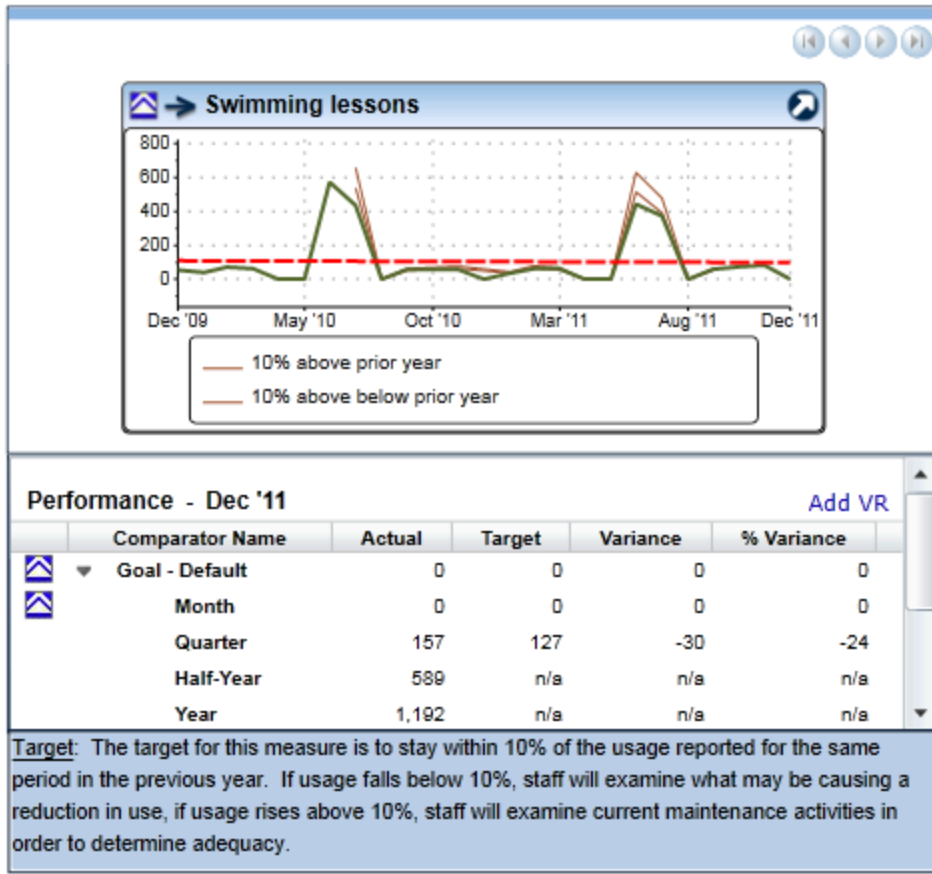 Swimming lessons
800
600
400
200
0
Dec '09 May '10 Oct '10 Mar '11 Aug '11 Dec '11
10% above prior year
10% above below prior year
Performance - Dec '11 Add VR
Comparator Name Actual Target Variance % Variance
Goal - Default 0 0 0 0
Month 0 0 0 0
Quarter 157 127 -30 -24
Half-Year 589 n/a n/a n/a
Year 1,192 n/a n/a n/a
Target: The target for this measure is to stay within 10% of the usage reported for the same
period in the previous year. If usage falls below 10%, staff will examine what may be causing a
reduction in use, if usage rises above 10%, staff will examine current maintenance activities in
order to determine adequacy.